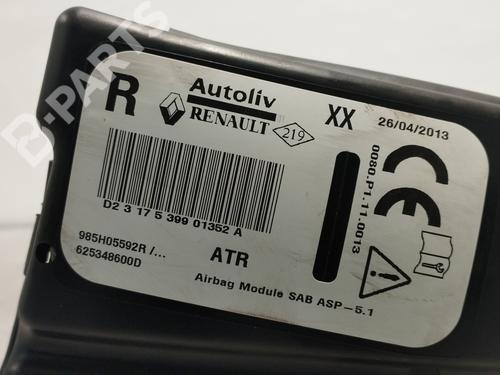 R
Autoliv
RENAULT
219
XX
26/04/2013
D2 3 17 5 399 01352 A
0080.P1.11.0013
CE
985H05592R /...
625348600D
ATR
Airbag Module SAB ASP-5.1
B-PARTS